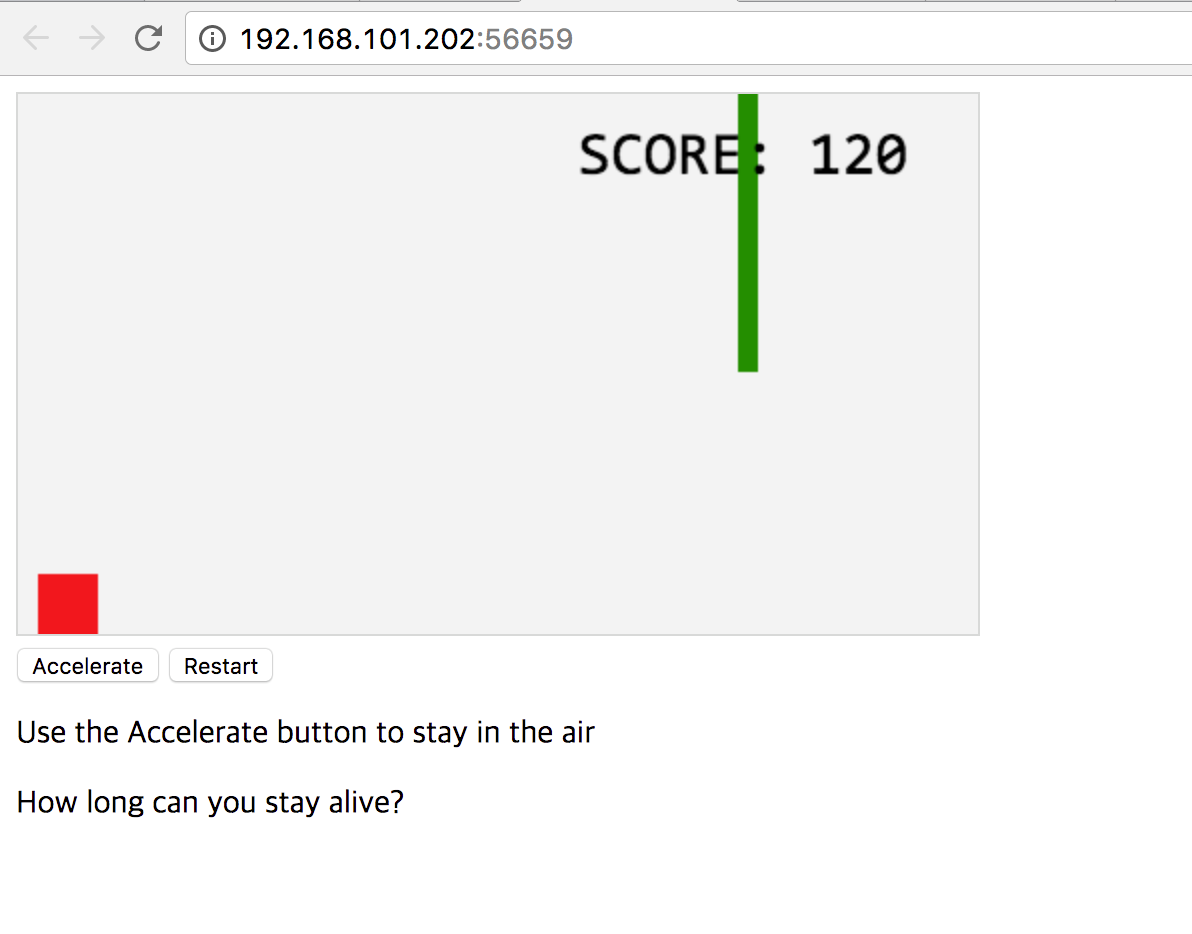 192.168.101.202:56659
SCORE: 120
Accelerate Restart
Use the Accelerate button to stay in the air
How long can you stay alive?